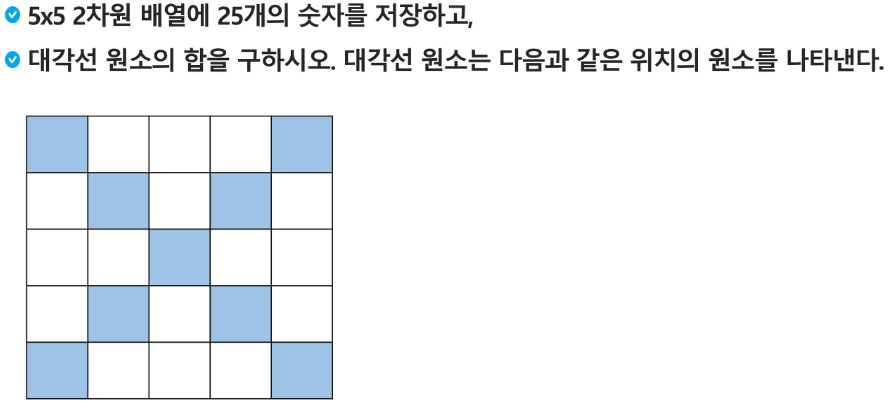 5x5 2차원 배열에 25개의 숫자를 저장하고,
대각선 원소의 합을 구하시오. 대각선 원소는 다음과 같은 위치의 원소를 나타낸다.